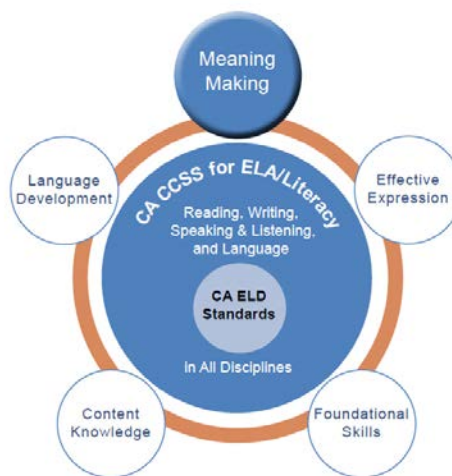 Meaning
Making
Language
Development
Effective
Expression
CA CCSS for ELA/Literacy
Reading, Writing,
Speaking & Listening,
and Language
CA ELD
Standards
in All Disciplines
Content
Knowledge
Foundational
Skills